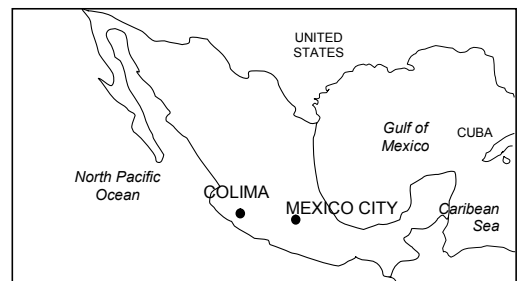 UNITED
STATES
Gulf of
Mexico
CUBA
North Pacific
Ocean
COLIMA
MEXICO CITY
Caribean
Sea